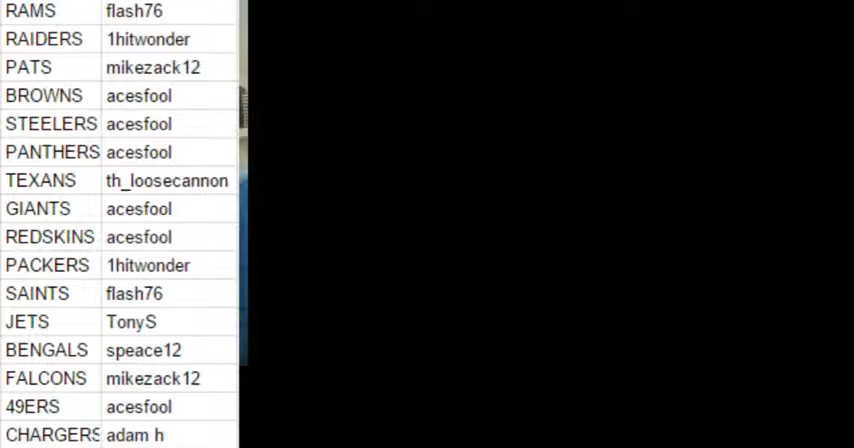 RAMS flash76
RAIDERS 1hitwonder
PATS mikezack12
BROWNS acesfool
STEELERS acesfool
PANTHERS acesfool
TEXANS th_loosecannon
GIANTS acesfool
REDSKINS acesfool
PACKERS 1hitwonder
SAINTS flash76
JETS TonyS
BENGALS speace12
FALCONS mikezack12
49ERS acesfool
CHARGERS adam h